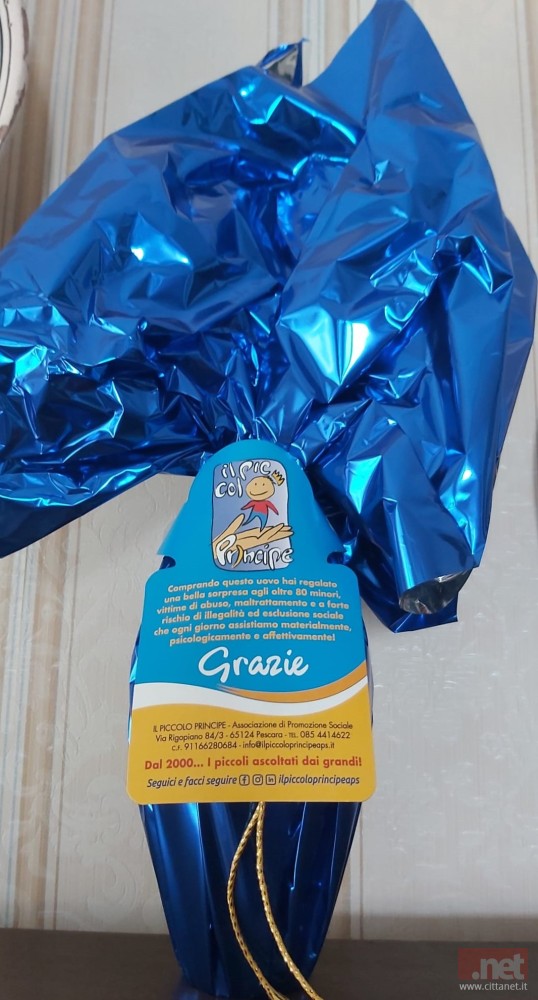 il Pic
col
Principe
Comprando questo uovo hai regalato
una bella sorpresa agli oltre 80 minori,
vittime di abuso, maltrattamento e a forte
rischio di illegalità ed esclusione sociale
che ogni giorno assistiamo materialmente,
psicologicamente e affettivamente!
Grazie
IL PICCOLO PRINCIPE - Associazione di Promozione Sociale
Via Rigopiano 84/3 - 65124 Pescara - TEL. 085 4414622
C.F. 91166280684 - info@ilpiccoloprincipeaps.it
Dal 2000... I piccoli ascoltati dai grandi!
Seguici e facci seguire ilpiccoloprincipeaps
.net
www.cittanet.it